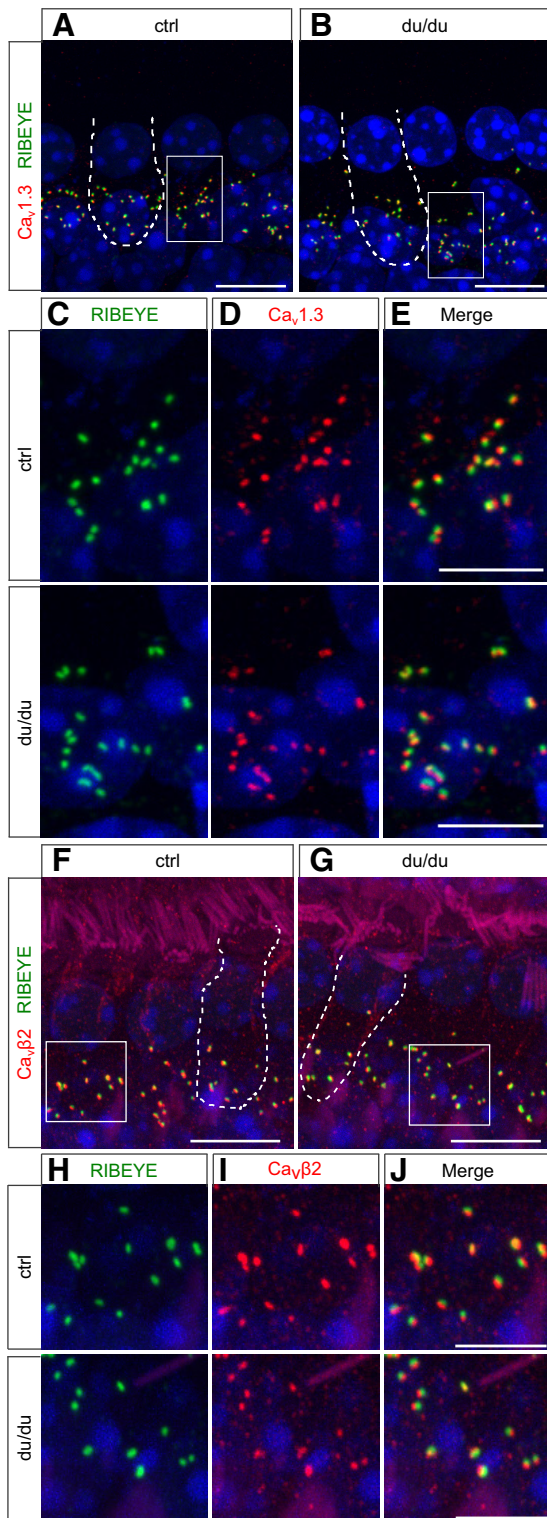 A
ctrl
B
du/du
Caᵥ1.3 RIBEYE
C RIBEYE
D Caᵥ1.3
E Merge
ctrl
du/du
F
ctrl
G
du/du
Caᵥβ2 RIBEYE
H RIBEYE
I Caᵥβ2
J Merge
ctrl
du/du